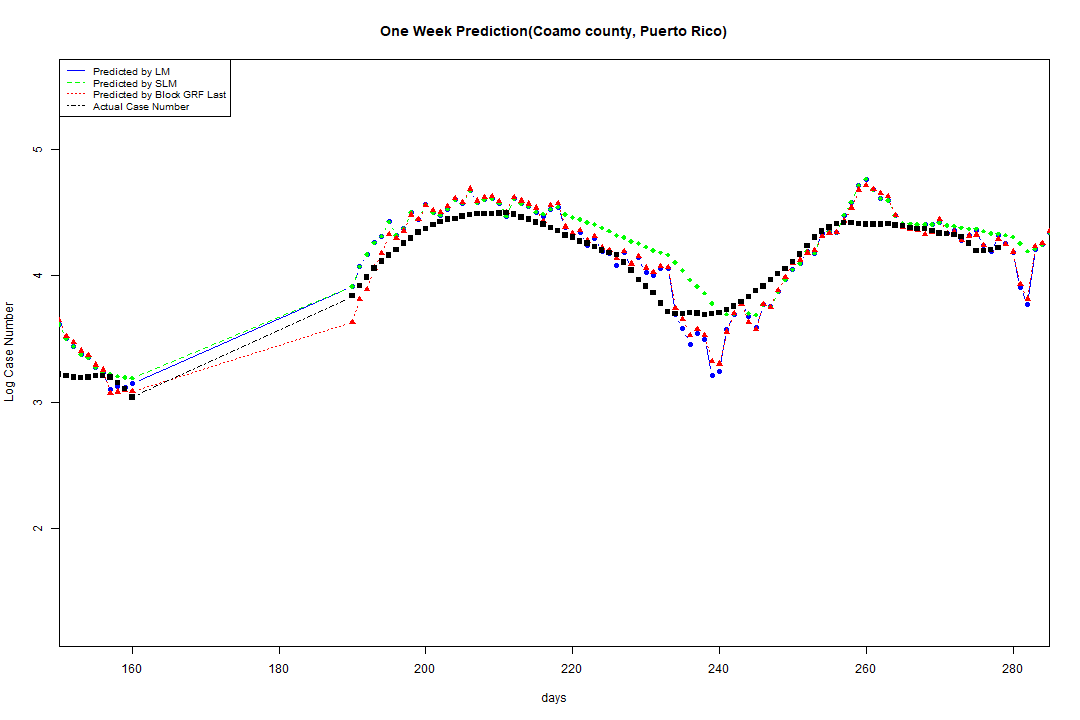 One Week Prediction(Coamo county, Puerto Rico)
Predicted by LM
Predicted by SLM
Predicted by Block GRF Last
Actual Case Number
5
4
3
2
Log Case Number
160 180 200 220 240 260 280
days